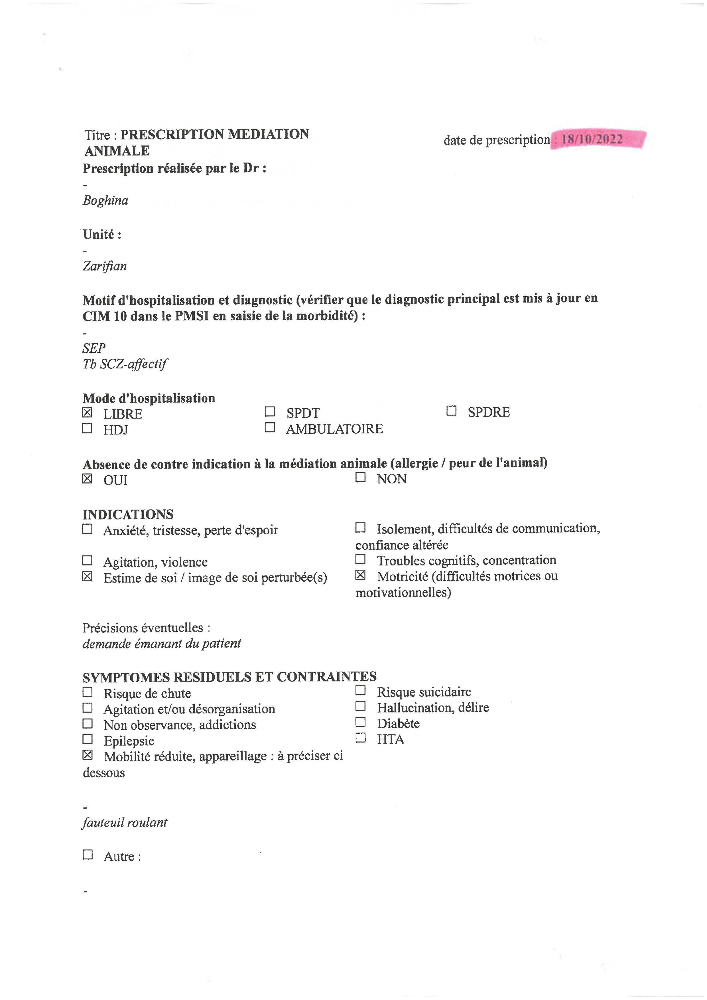 Titre : PRESCRIPTION MEDIATION
ANIMALE
date de prescription : 18/10/2022
Prescription réalisée par le Dr :
-
Boghina
Unité :
-
Zarifian
Motif d'hospitalisation et diagnostic (vérifier que le diagnostic principal est mis à jour en
CIM 10 dans le PMSI en saisie de la morbidité) :
-
SEP
Tb SCZ-affectif
Mode d'hospitalisation
☒ LIBRE ☐ SPDT ☐ SPDRE
☐ HDJ ☐ AMBULATOIRE
Absence de contre indication à la médiation animale (allergie / peur de l'animal)
☒ OUI ☐ NON
INDICATIONS
☐ Anxiété, tristesse, perte d'espoir
☐ Isolement, difficultés de communication,
confiance altérée
☐ Agitation, violence
☐ Troubles cognitifs, concentration
☒ Estime de soi / image de soi perturbée(s)
☒ Motricité (difficultés motrices ou
motivationnelles)
Précisions éventuelles :
demande émanant du patient
SYMPTOMES RESIDUELS ET CONTRAINTES
☐ Risque de chute ☐ Risque suicidaire
☐ Agitation et/ou désorganisation ☐ Hallucination, délire
☐ Non observance, addictions ☐ Diabète
☐ Epilepsie ☐ HTA
☒ Mobilité réduite, appareillage : à préciser ci
dessous
-
fauteuil roulant
☐ Autre :
-